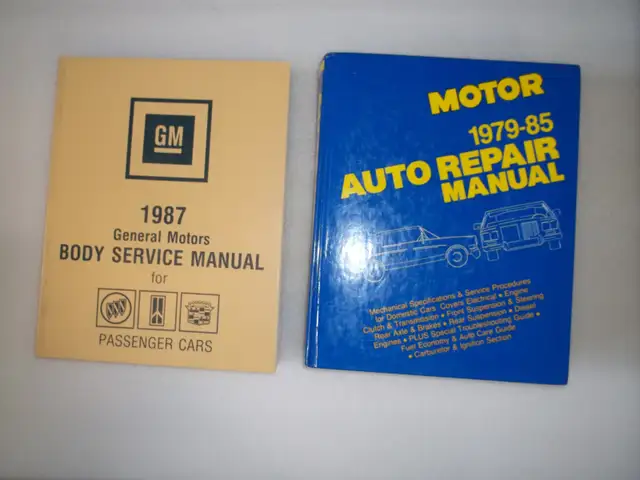 GM
1987
General Motors
BODY SERVICE MANUAL
for
PASSENGER CARS
MOTOR
1979-85
AUTO REPAIR
MANUAL
Mechanical Specifications & Service Procedures
for Domestic Cars. Covers Electrical • Engine
Clutch & Transmission • Front Suspension & Steering
Rear Axle & Brakes • Rear Suspension • Diesel
Engines • PLUS Special Troubleshooting Guide •
Fuel Economy & Auto Care Guide
• Carburetor & Ignition Section